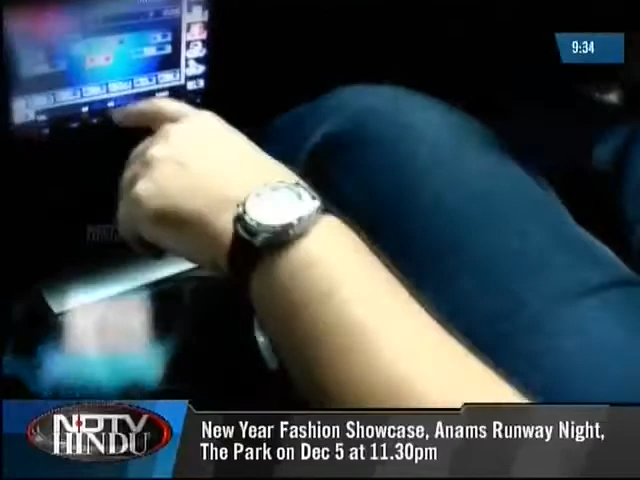 9:34
NDTV
HINDU
New Year Fashion Showcase, Anams Runway Night,
The Park on Dec 5 at 11.30pm